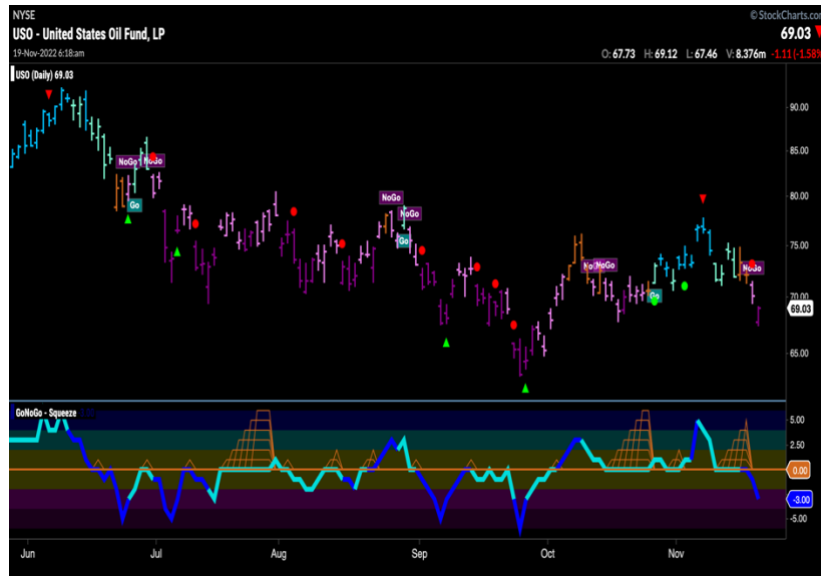 NYSE
© StockCharts.com
USO - United States Oil Fund, LP
69.03
19-Nov-2022 6:18am
O: 67.73 H: 69.12 L: 67.46 V: 8.376m -1.11 (-1.58%
USO (Daily) 69.03
90.00
85.00
NoGo NoGo
80.00
NoGo
Go
NoGo
75.00
Go
NoGo
NoGo
70.00
Go
69.03
65.00
GoNoGo - Squeeze
5.00
2.50
0.00
-3.00
-5.00
Jun Jul Aug Sep Oct Nov